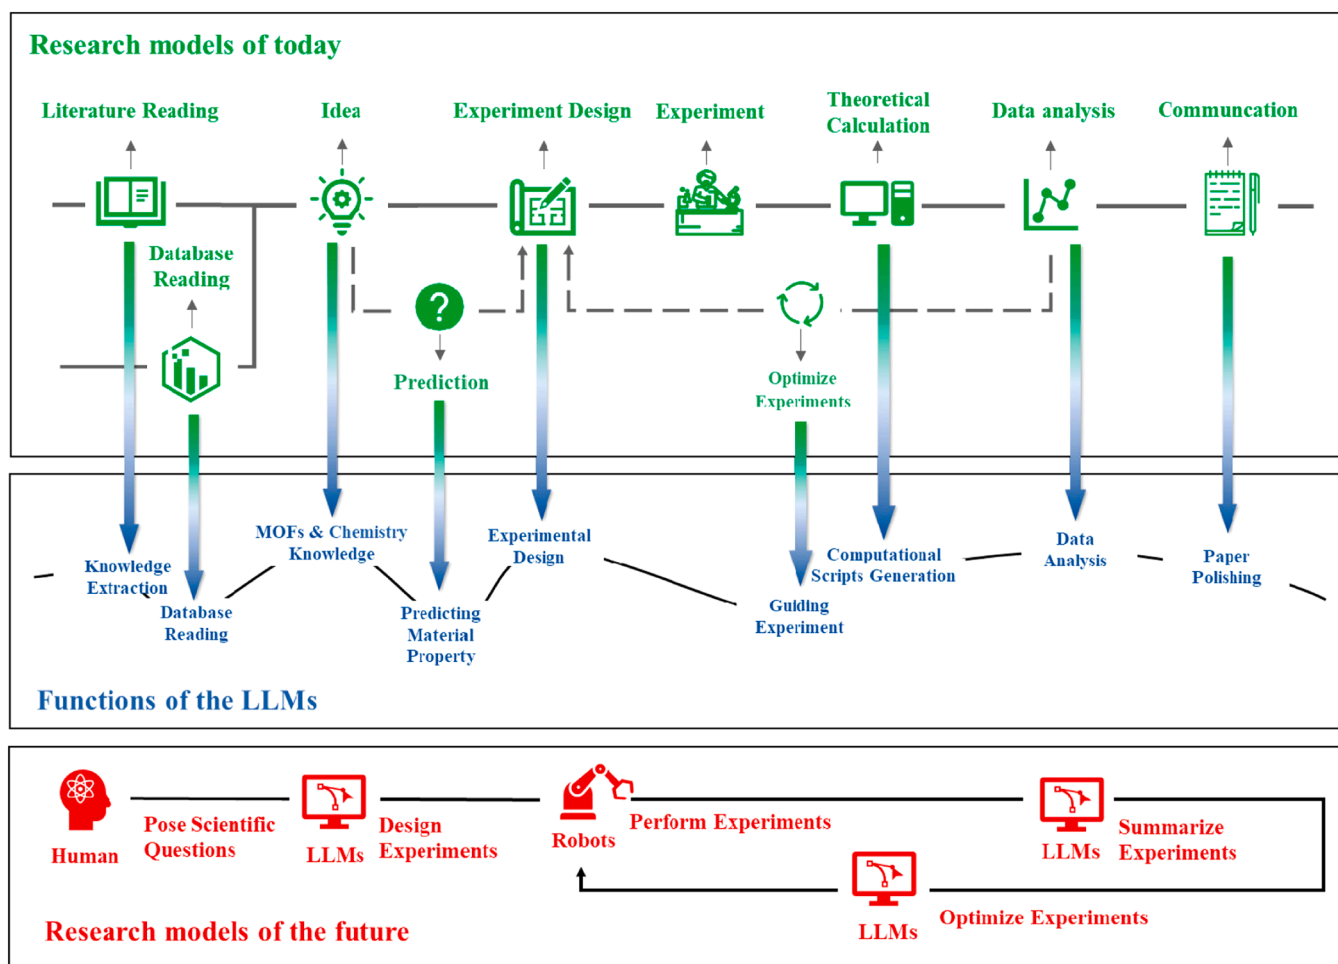 Research models of today
Literature Reading
Idea
Experiment Design
Experiment
Theoretical
Calculation
Data analysis
Communcation
Database
Reading
?
Prediction
Optimize
Experiments
Knowledge
Extraction
Database
Reading
MOFs & Chemistry
Knowledge
Predicting
Material
Property
Experimental
Design
Guiding
Experiment
Computational
Scripts Generation
Data
Analysis
Paper
Polishing
Functions of the LLMs
Human
Pose Scientific
Questions
LLMs
Design
Experiments
Robots
Perform Experiments
LLMs
Summarize
Experiments
LLMs
Optimize Experiments
Research models of the future